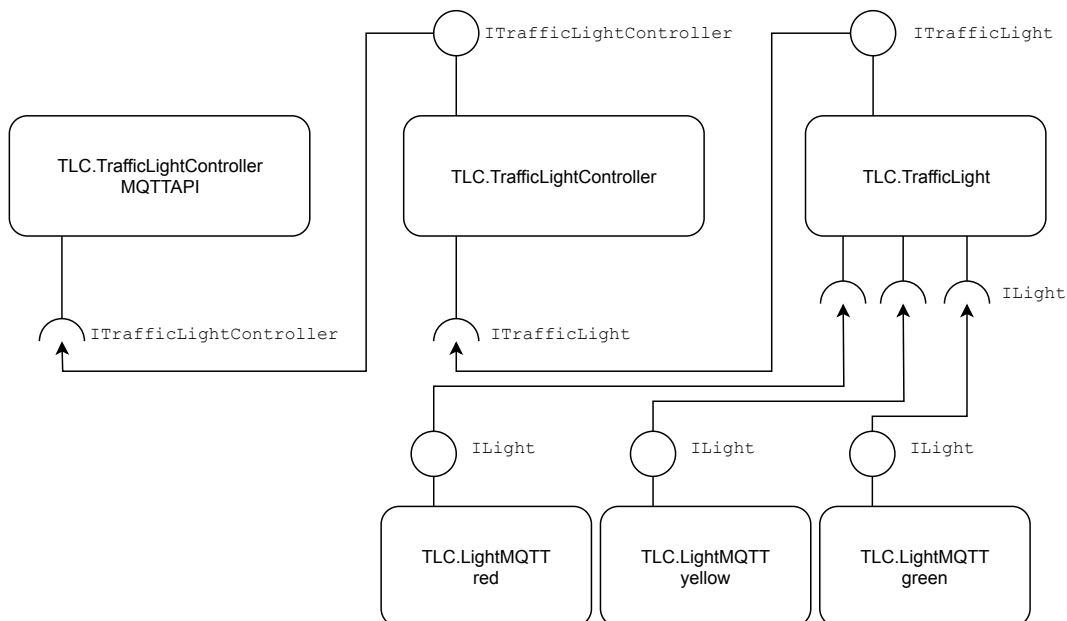 ITrafficLightController
ITrafficLight
TLC.TrafficLightController
MQTTAPI
TLC.TrafficLightController
TLC.TrafficLight
ILight
ITrafficLightController
ITrafficLight
ILight
ILight
ILight
TLC.LightMQTT
red
TLC.LightMQTT
yellow
TLC.LightMQTT
green